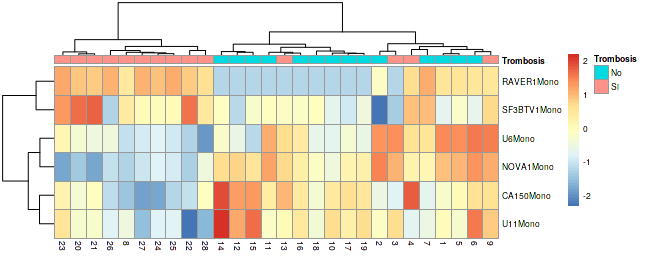 Trombosis
RAVER1Mono
SF3BTV1Mono
U6Mono
NOVA1Mono
CA150Mono
U11Mono
23 20 21 26 8 27 24 25 22 28 14 12 15 11 13 16 18 10 17 19 2 3 4 7 1 5 6 9
2
1
0
-1
-2
Trombosis
No
SI